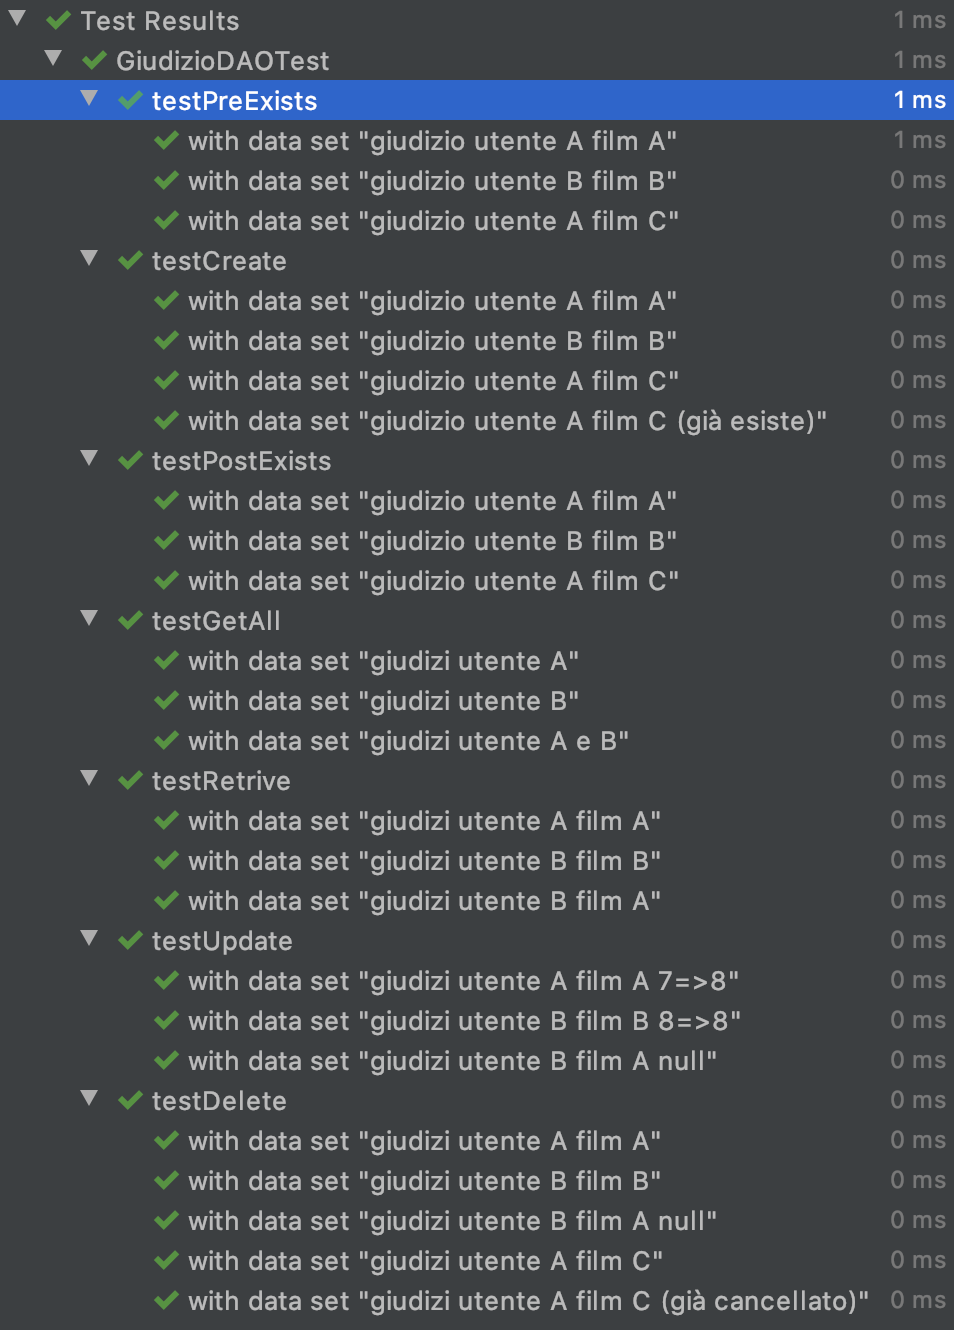 Test Results 1 ms
GiudizioDAOTest 1 ms
testPreExists 1 ms
with data set "giudizio utente A film A" 1 ms
with data set "giudizio utente B film B" 0 ms
with data set "giudizio utente A film C" 0 ms
testCreate 0 ms
with data set "giudizio utente A film A" 0 ms
with data set "giudizio utente B film B" 0 ms
with data set "giudizio utente A film C" 0 ms
with data set "giudizio utente A film C (già esiste)" 0 ms
testPostExists 0 ms
with data set "giudizio utente A film A" 0 ms
with data set "giudizio utente B film B" 0 ms
with data set "giudizio utente A film C" 0 ms
testGetAll 0 ms
with data set "giudizi utente A" 0 ms
with data set "giudizi utente B" 0 ms
with data set "giudizi utente A e B" 0 ms
testRetrive 0 ms
with data set "giudizi utente A film A" 0 ms
with data set "giudizi utente B film B" 0 ms
with data set "giudizi utente B film A" 0 ms
testUpdate 0 ms
with data set "giudizi utente A film A 7=>8" 0 ms
with data set "giudizi utente B film B 8=>8" 0 ms
with data set "giudizi utente B film A null" 0 ms
testDelete 0 ms
with data set "giudizi utente A film A" 0 ms
with data set "giudizi utente B film B" 0 ms
with data set "giudizi utente B film A null" 0 ms
with data set "giudizi utente A film C" 0 ms
with data set "giudizi utente A film C (già cancellato)" 0 ms